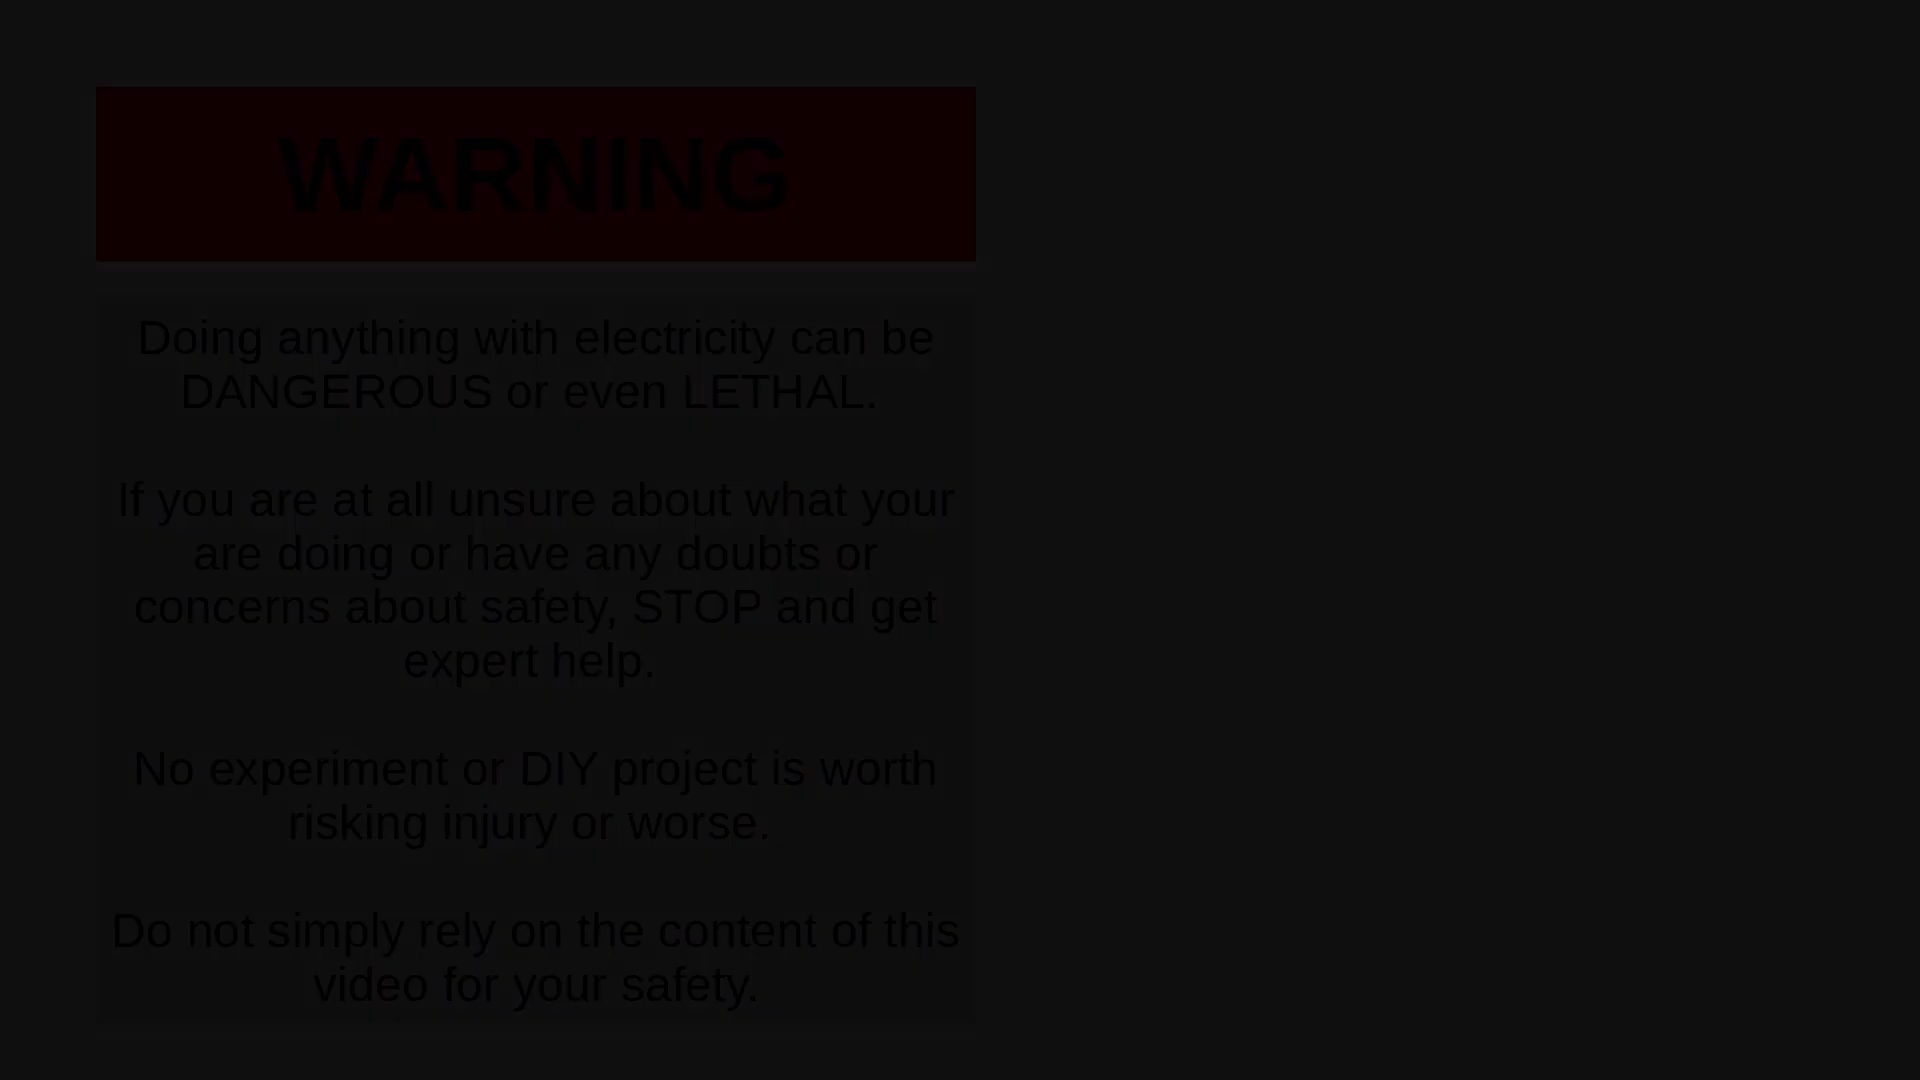 WARNING
Doing anything with electricity can be
DANGEROUS or even LETHAL.
If you are at all unsure about what your
are doing or have any doubts or
concerns about safety, STOP and get
expert help.
No experiment or DIY project is worth
risking injury or worse.
Do not simply rely on the content of this
video for your safety.